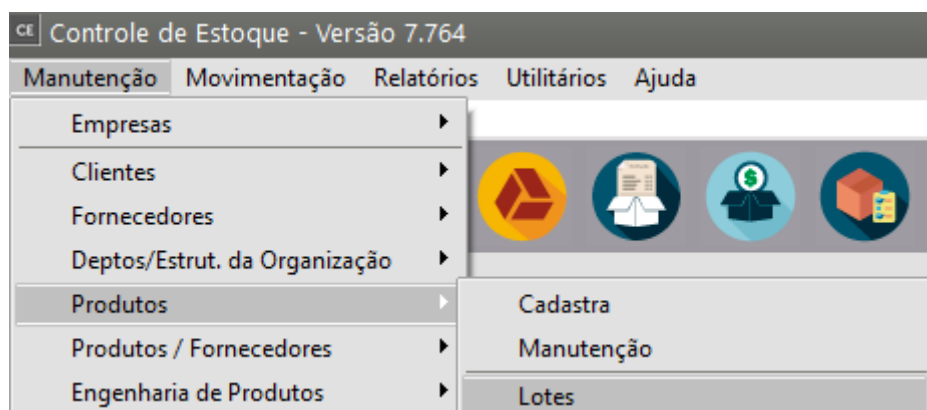 CE Controle de Estoque - Versão 7.764
Manutenção Movimentação Relatórios Utilitários Ajuda
Empresas
Clientes
Fornecedores
Deptos/Estrut. da Organização
Produtos
Produtos / Fornecedores
Engenharia de Produtos
Cadastra
Manutenção
Lotes